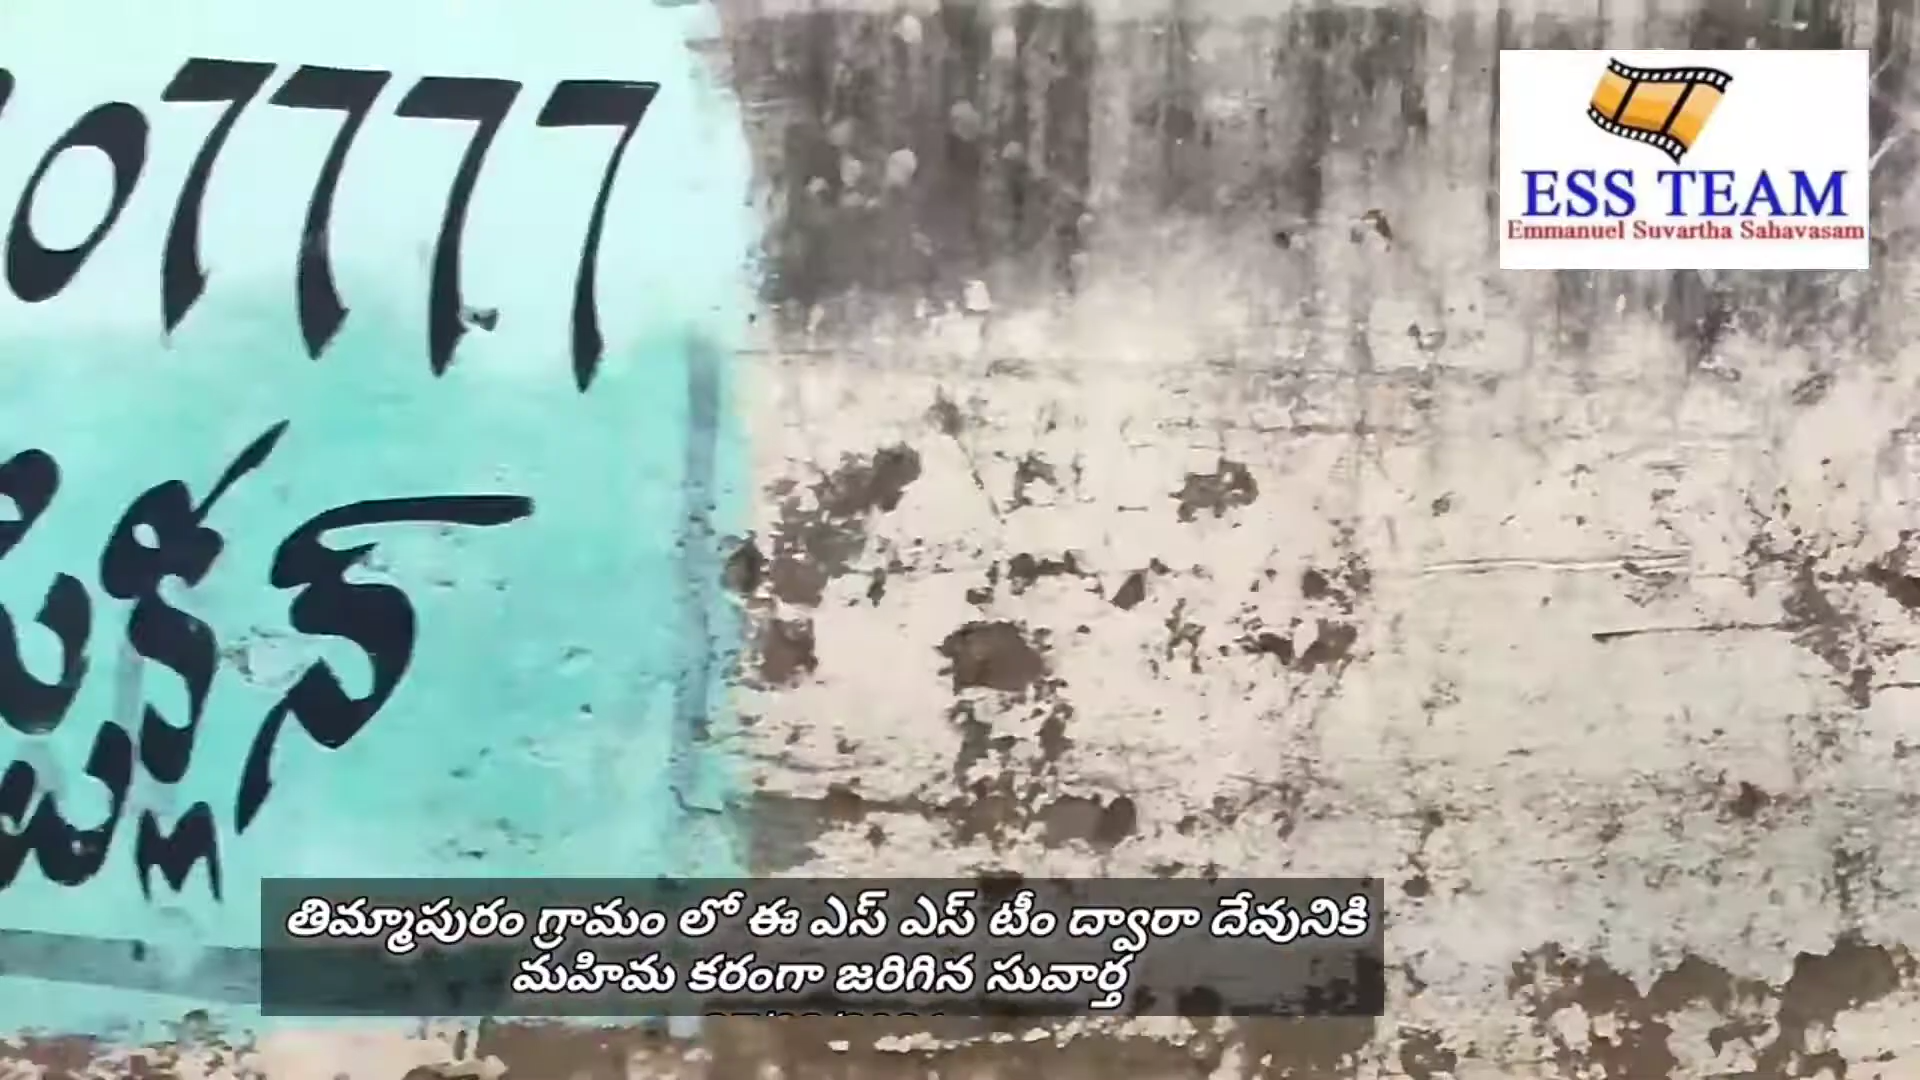 07777
ESS TEAM
Emmanuel Suvartha Sahavasam
తిమ్మాపురం గ్రామం లో ఈ ఎస్ ఎస్ టీం ద్వారా దేవునికి
మహిమ కరంగా జరిగిన సువార్త